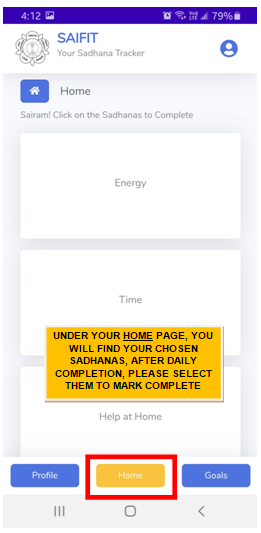 4:12 79%
SAIFIT
Your Sadhana Tracker
Home
Sairam! Click on the Sadhanas to Complete
Energy
Time
UNDER YOUR HOME PAGE, YOU
WILL FIND YOUR CHOSEN
SADHANAS, AFTER DAILY
COMPLETION, PLEASE SELECT
THEM TO MARK COMPLETE
Help at Home
Profile Home Goals